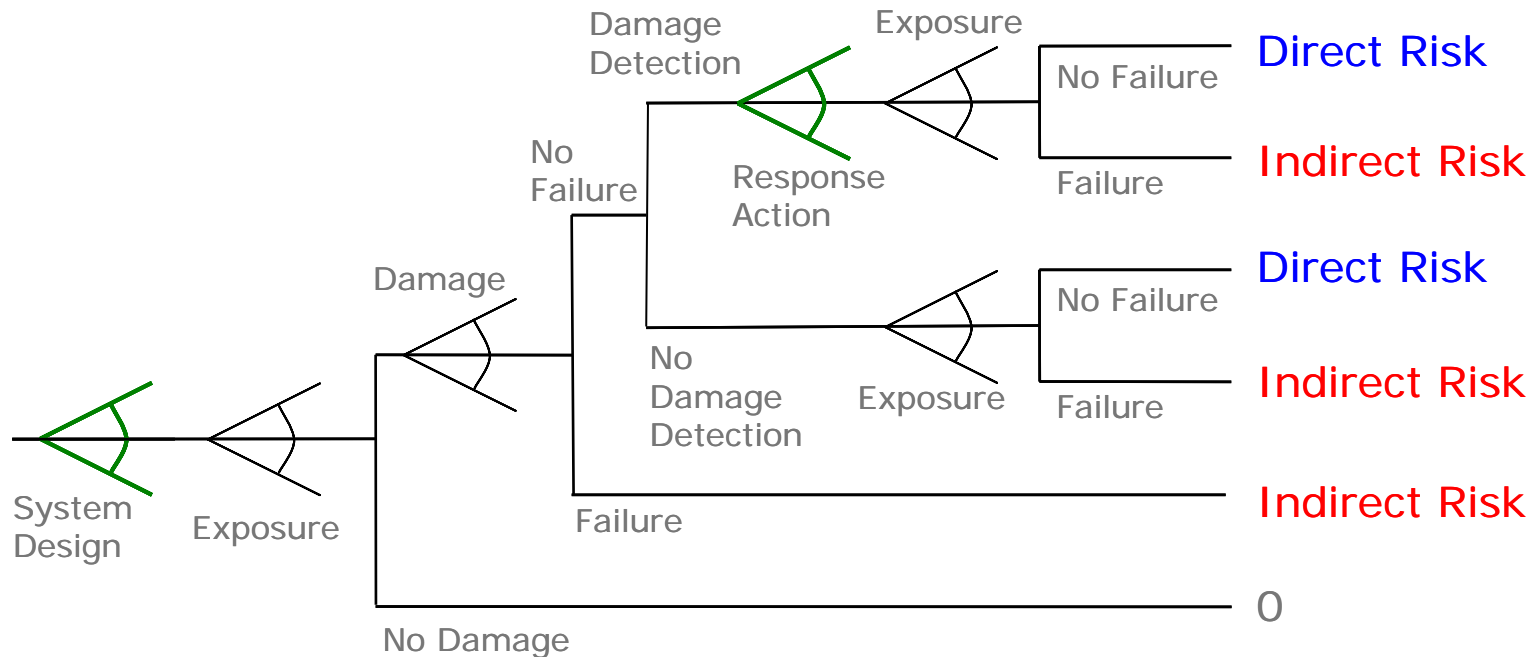 Damage
Detection
Exposure
No Failure
Direct Risk
No
Failure
Response
Action
Failure
Indirect Risk
Damage
No Failure
Direct Risk
No
Damage
Detection
Exposure
Failure
Indirect Risk
System
Design
Exposure
Failure
Indirect Risk
No Damage
0